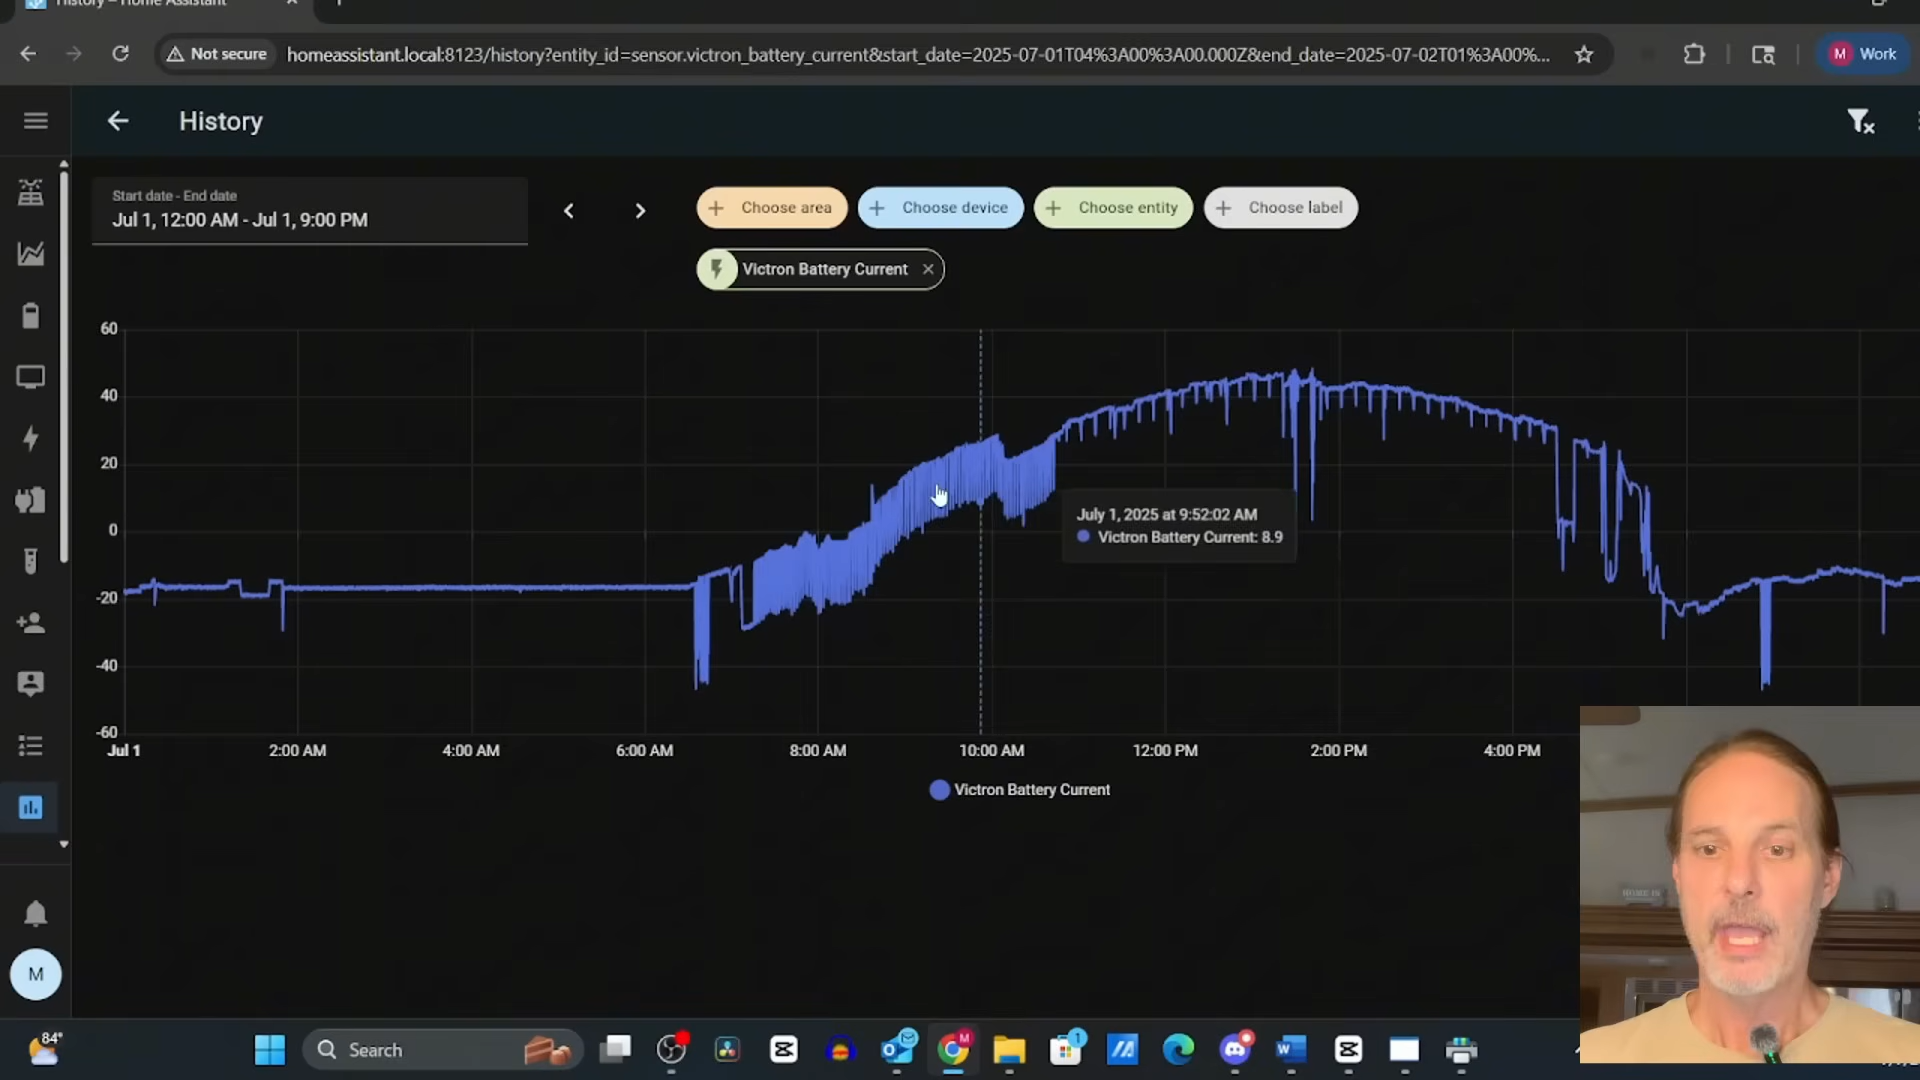 History – Home Assistant
Not secure
homeassistant.local:8123/history?entity_id=sensor.victron_battery_current&start_date=2025-07-01T04%3A00%3A00.000Z&end_date=2025-07-02T01%3A00%...
M Work
History
Start date - End date
Jul 1, 12:00 AM - Jul 1, 9:00 PM
Choose area
Choose device
Choose entity
Choose label
Victron Battery Current
60
40
20
0
-20
-40
-60
July 1, 2025 at 9:52:02 AM
Victron Battery Current: 8.9
Jul 1
2:00 AM
4:00 AM
6:00 AM
8:00 AM
10:00 AM
12:00 PM
2:00 PM
4:00 PM
Victron Battery Current
M
84°
Search
M
1